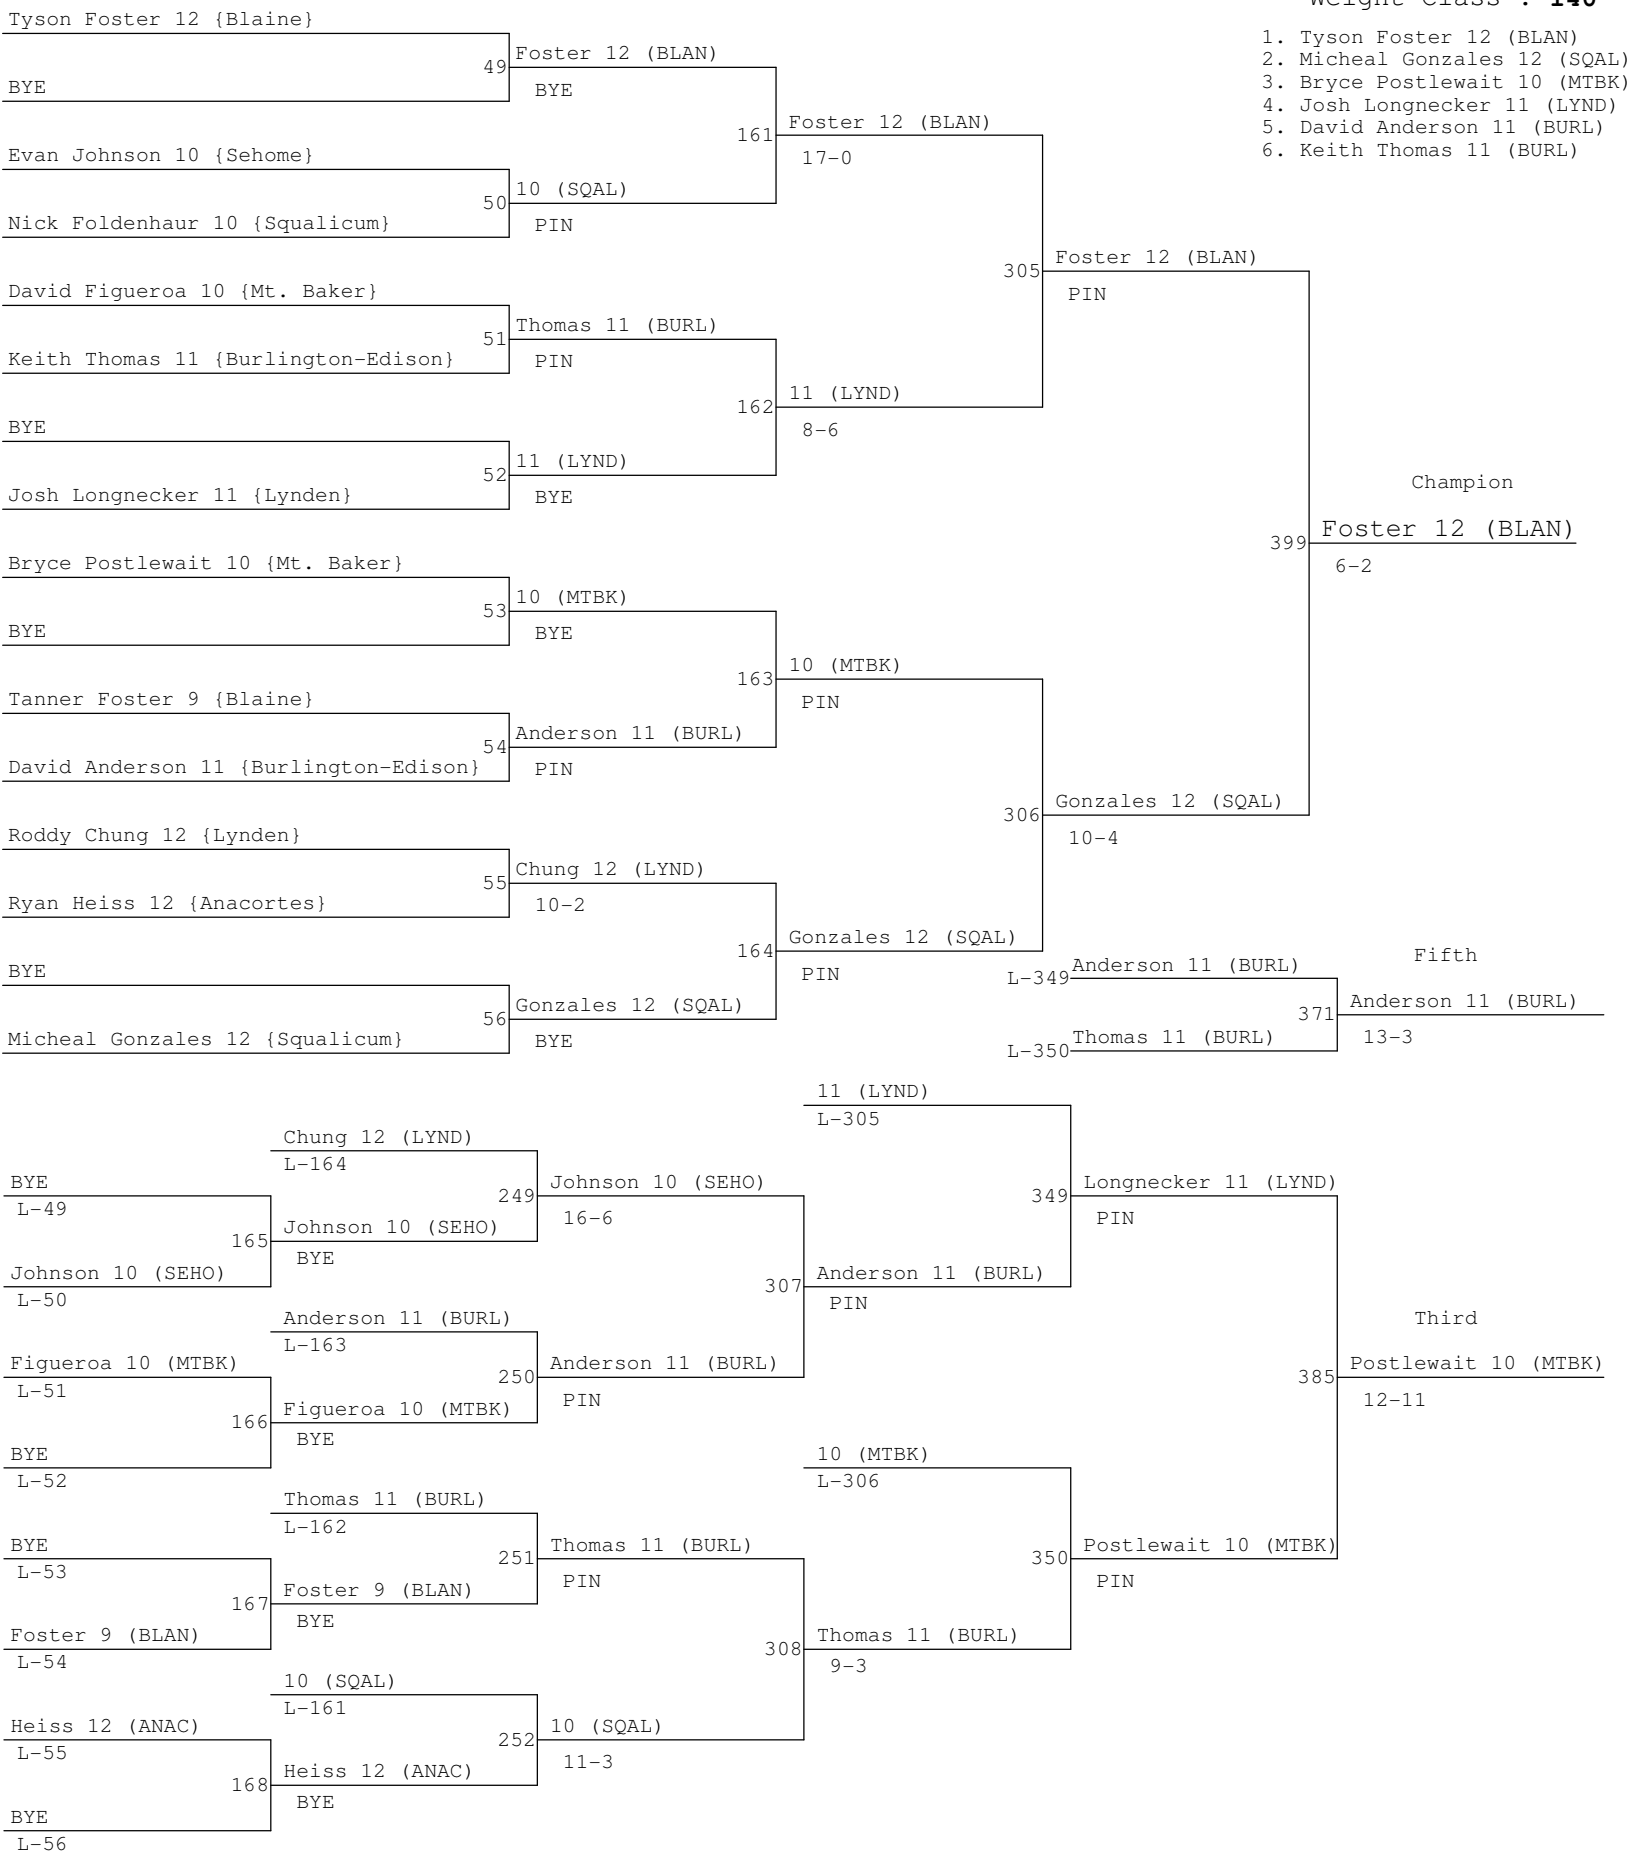 Weight Class : 140
1. Tyson Foster 12 (BLAN)
2. Micheal Gonzales 12 (SQAL)
3. Bryce Postlewait 10 (MTBK)
4. Josh Longnecker 11 (LYND)
5. David Anderson 11 (BURL)
6. Keith Thomas 11 (BURL)
Tyson Foster 12 {Blaine}
49
BYE
Foster 12 (BLAN)
BYE
Evan Johnson 10 {Sehome}
50
Nick Foldenhaur 10 {Squalicum}
10 (SQAL)
PIN
161
Foster 12 (BLAN)
17-0
David Figueroa 10 {Mt. Baker}
51
Keith Thomas 11 {Burlington-Edison}
Thomas 11 (BURL)
PIN
BYE
52
Josh Longnecker 11 {Lynden}
11 (LYND)
BYE
162
11 (LYND)
8-6
305
Foster 12 (BLAN)
PIN
Bryce Postlewait 10 {Mt. Baker}
53
BYE
10 (MTBK)
BYE
Tanner Foster 9 {Blaine}
54
David Anderson 11 {Burlington-Edison}
Anderson 11 (BURL)
PIN
163
10 (MTBK)
PIN
Roddy Chung 12 {Lynden}
55
Ryan Heiss 12 {Anacortes}
Chung 12 (LYND)
10-2
BYE
56
Micheal Gonzales 12 {Squalicum}
Gonzales 12 (SQAL)
BYE
164
Gonzales 12 (SQAL)
PIN
306
Gonzales 12 (SQAL)
10-4
Champion
399
Foster 12 (BLAN)
6-2
Fifth
L-349
Anderson 11 (BURL)
371
L-350
Thomas 11 (BURL)
Anderson 11 (BURL)
13-3
BYE
L-49
165
Johnson 10 (SEHO)
L-50
Chung 12 (LYND)
L-164
249
Johnson 10 (SEHO)
BYE
Johnson 10 (SEHO)
16-6
Figueroa 10 (MTBK)
L-51
166
BYE
L-52
Anderson 11 (BURL)
L-163
250
Figueroa 10 (MTBK)
BYE
Anderson 11 (BURL)
PIN
11 (LYND)
L-305
349
307
Anderson 11 (BURL)
PIN
Longnecker 11 (LYND)
PIN
BYE
L-53
167
Foster 9 (BLAN)
L-54
Thomas 11 (BURL)
L-162
251
Foster 9 (BLAN)
BYE
Thomas 11 (BURL)
PIN
Heiss 12 (ANAC)
L-55
168
BYE
L-56
10 (SQAL)
L-161
252
Heiss 12 (ANAC)
BYE
10 (SQAL)
11-3
10 (MTBK)
L-306
350
308
Thomas 11 (BURL)
9-3
Postlewait 10 (MTBK)
PIN
Third
385
Postlewait 10 (MTBK)
12-11